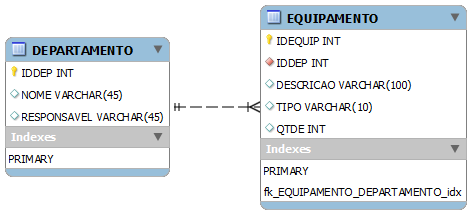 DEPARTAMENTO
IDDEP INT
NOME VARCHAR(45)
RESPONSAVEL VARCHAR(45)
Indexes
PRIMARY
EQUIPAMENTO
IDEQUIP INT
IDDEP INT
DESCRICAO VARCHAR(100)
TIPO VARCHAR(10)
QTDE INT
Indexes
PRIMARY
fk_EQUIPAMENTO_DEPARTAMENTO_idx